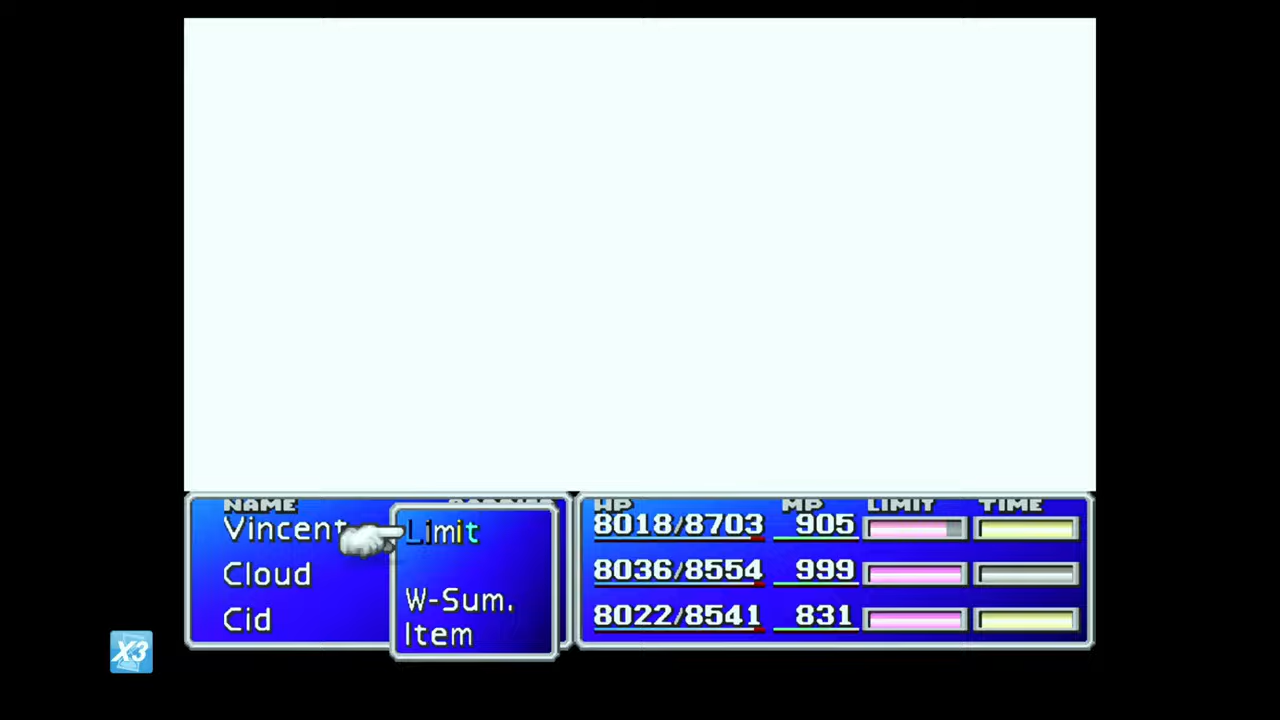 NAME BARRIER HP MP LIMIT TIME
Vincent Limit 8018/8703 905
Cloud 8036/8554 999
W-Sum.
Cid 8022/8541 831
Item
X3